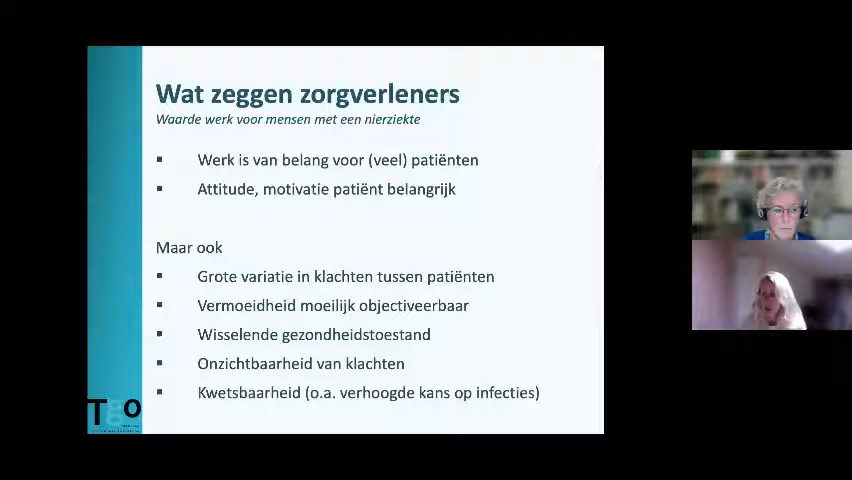 Wat zeggen zorgverleners
Waarde werk voor mensen met een nierziekte
▪ Werk is van belang voor (veel) patiënten
▪ Attitude, motivatie patiënt belangrijk
Maar ook
▪ Grote variatie in klachten tussen patiënten
▪ Vermoeidheid moeilijk objectiveerbaar
▪ Wisselende gezondheidstoestand
▪ Onzichtbaarheid van klachten
▪ Kwetsbaarheid (o.a. verhoogde kans op infecties)
Tgo